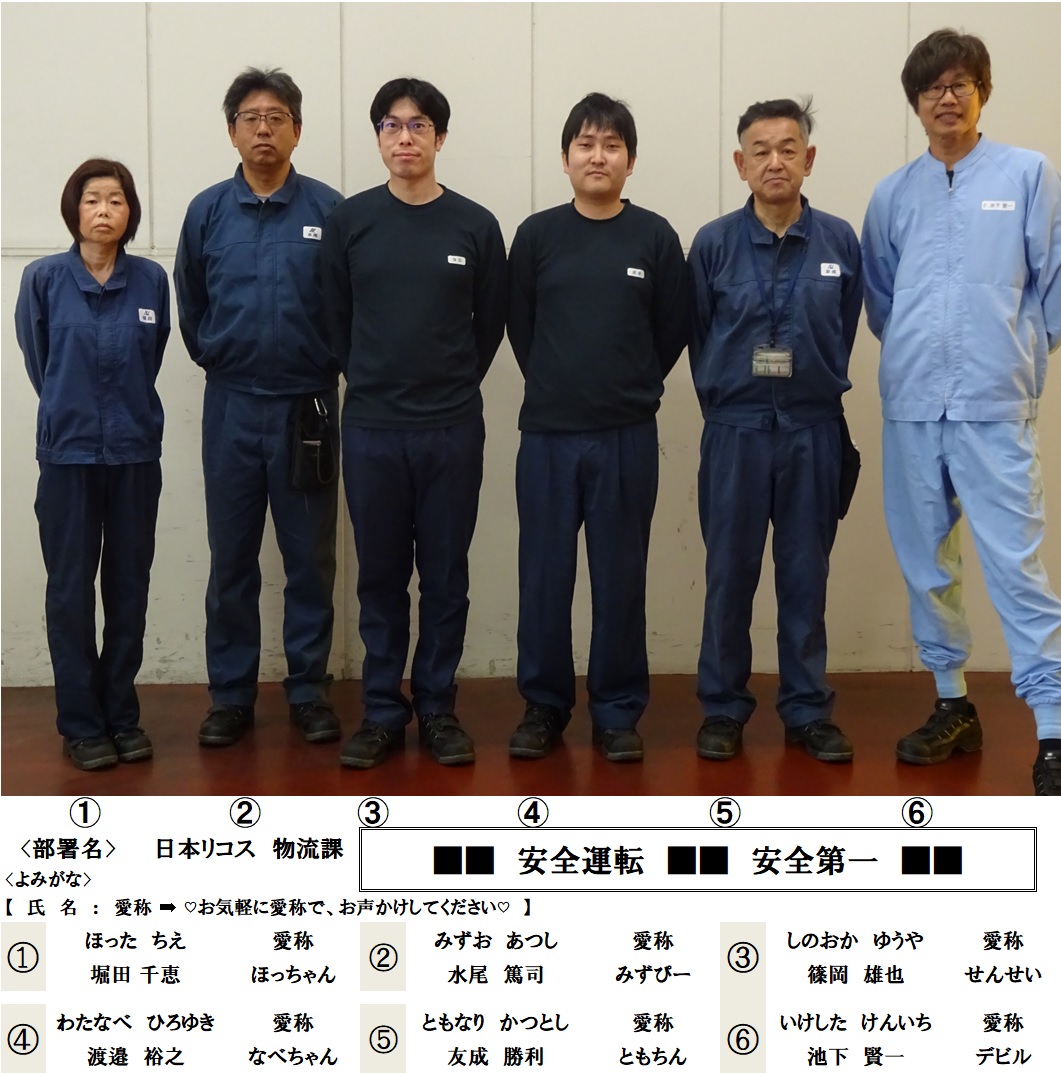 池下 賢一
① ② ③ ④ ⑤ ⑥
〈部署名〉 日本リコス 物流課
■■ 安全運転 ■■ 安全第一 ■■
〈よみがな〉
【 氏 名 : 愛称 ➡ ♡お気軽に愛称で、お声かけしてください♡ 】
① ほった ちえ 愛称 ② みずお あつし 愛称 ③ しのおか ゆうや 愛称
堀田 千恵 ほっちゃん 水尾 篤司 みずぴー 篠岡 雄也 せんせい
④ わたなべ ひろゆき 愛称 ⑤ ともなり かつとし 愛称 ⑥ いけした けんいち 愛称
渡邉 裕之 なべちゃん 友成 勝利 ともちん 池下 賢一 デビル